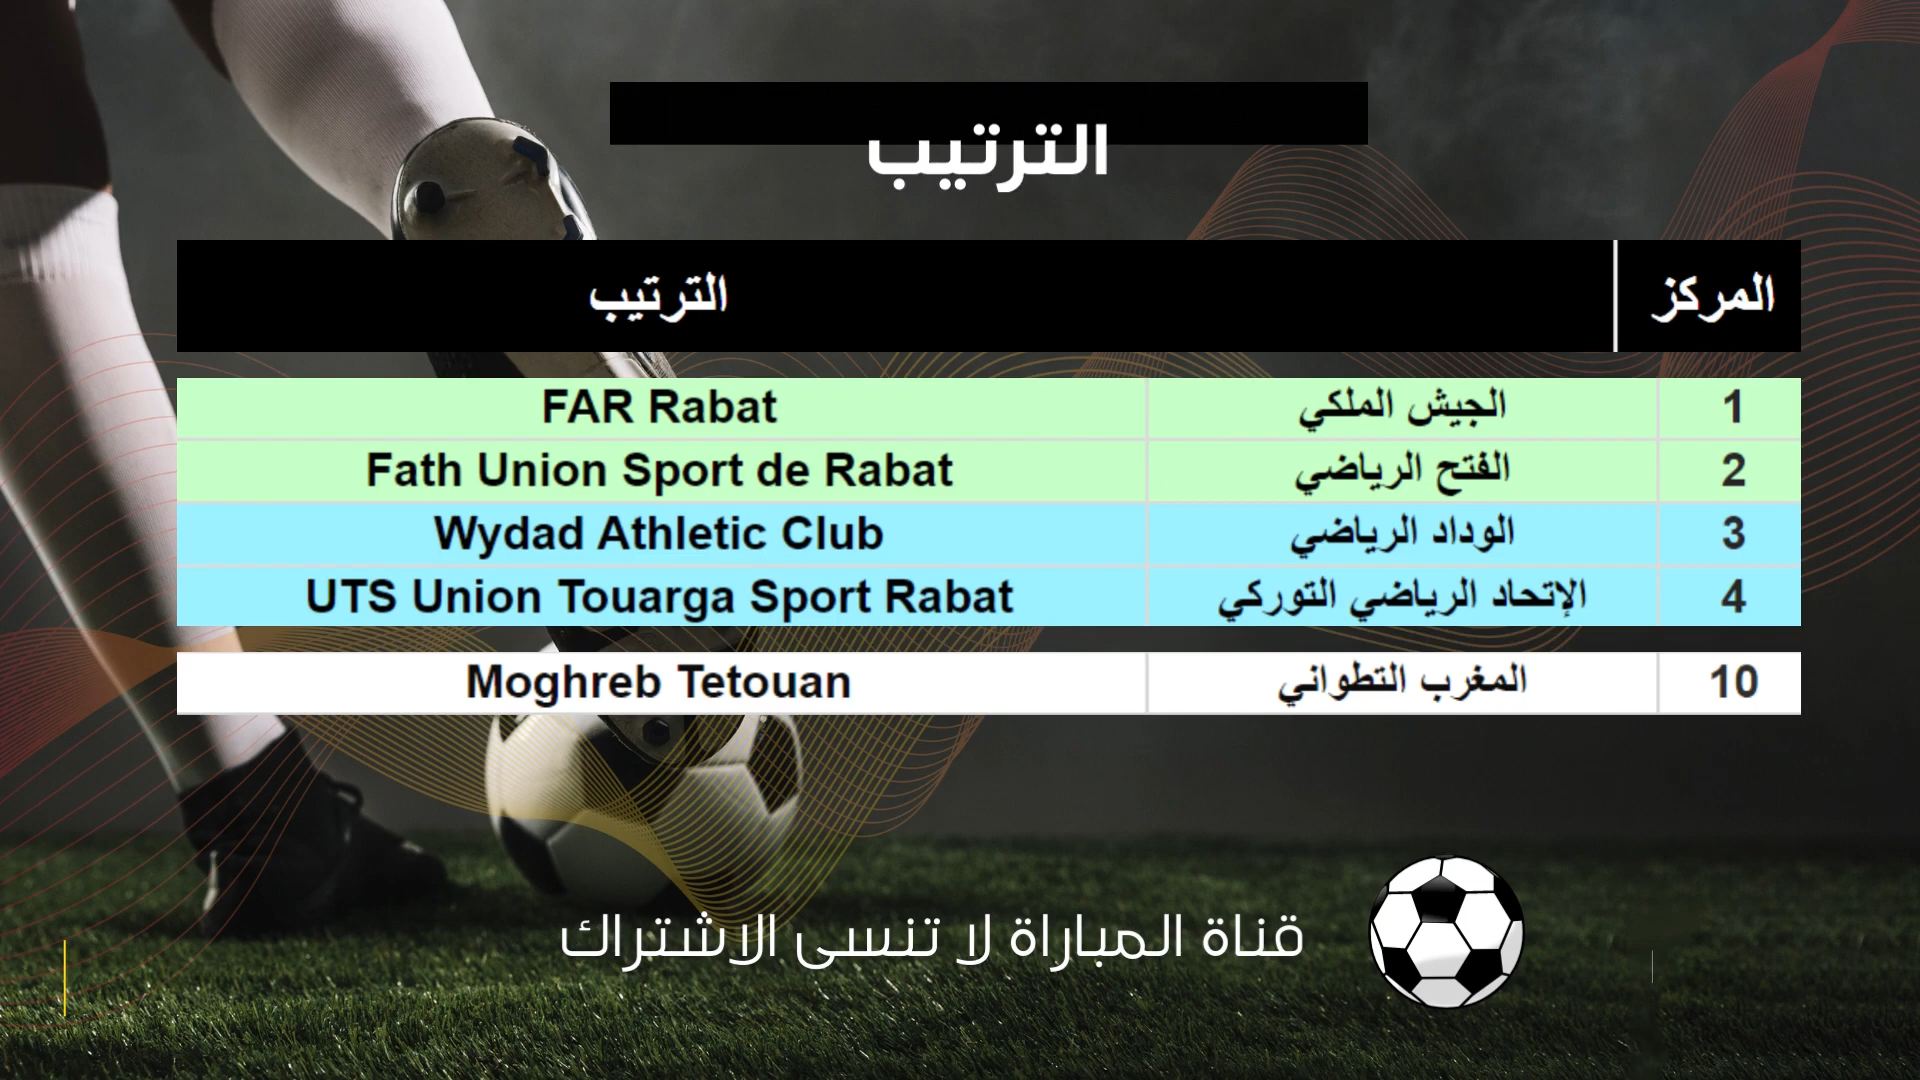 الترتيب
المركز الترتيب
1 الجيش الملكي FAR Rabat
2 الفتح الرياضي Fath Union Sport de Rabat
3 الوداد الرياضي Wydad Athletic Club
4 الإتحاد الرياضي التوركي UTS Union Touarga Sport Rabat
10 المغرب التطواني Moghreb Tetouan
قناة المباراة لا تنسى الاشتراك